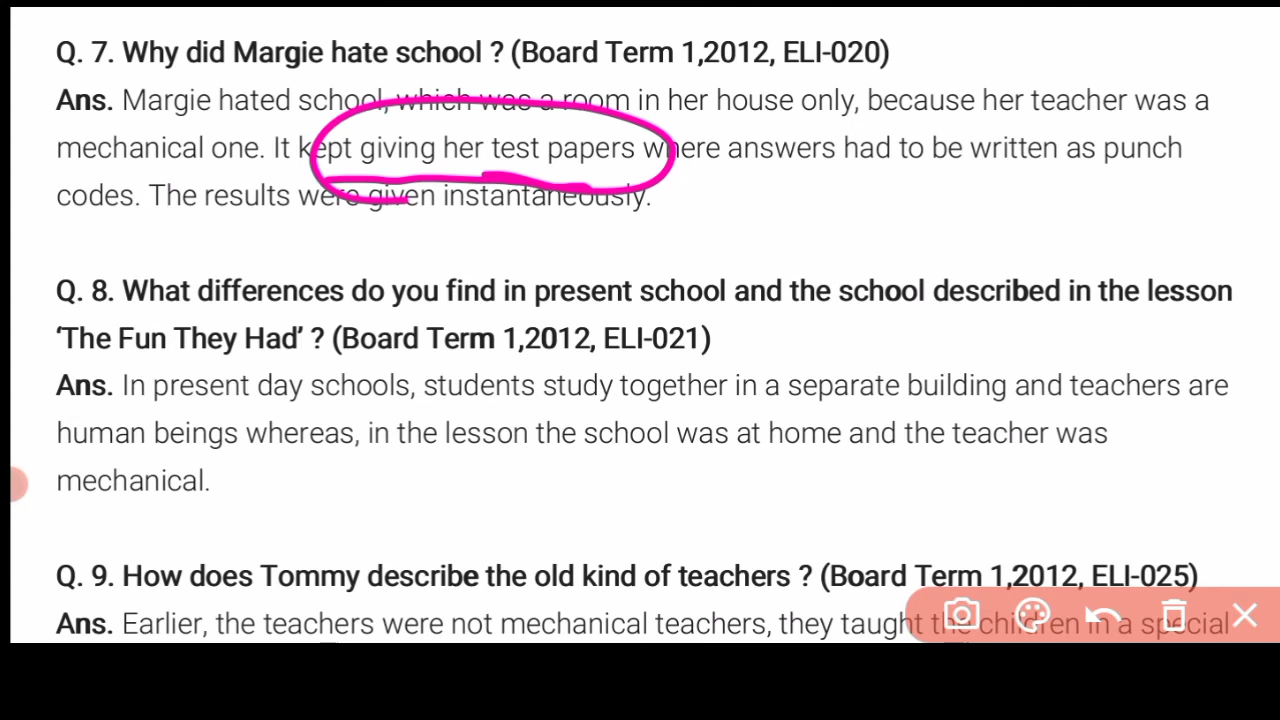 Q. 7. Why did Margie hate school ? (Board Term 1,2012, ELI-020)
Ans. Margie hated school, which was a room in her house only, because her teacher was a
mechanical one. It kept giving her test papers where answers had to be written as punch
codes. The results were given instantaneously.
Q. 8. What differences do you find in present school and the school described in the lesson
‘The Fun They Had’ ? (Board Term 1,2012, ELI-021)
Ans. In present day schools, students study together in a separate building and teachers are
human beings whereas, in the lesson the school was at home and the teacher was
mechanical.
Q. 9. How does Tommy describe the old kind of teachers ? (Board Term 1,2012, ELI-025)
Ans. Earlier, the teachers were not mechanical teachers, they taught the children in a special